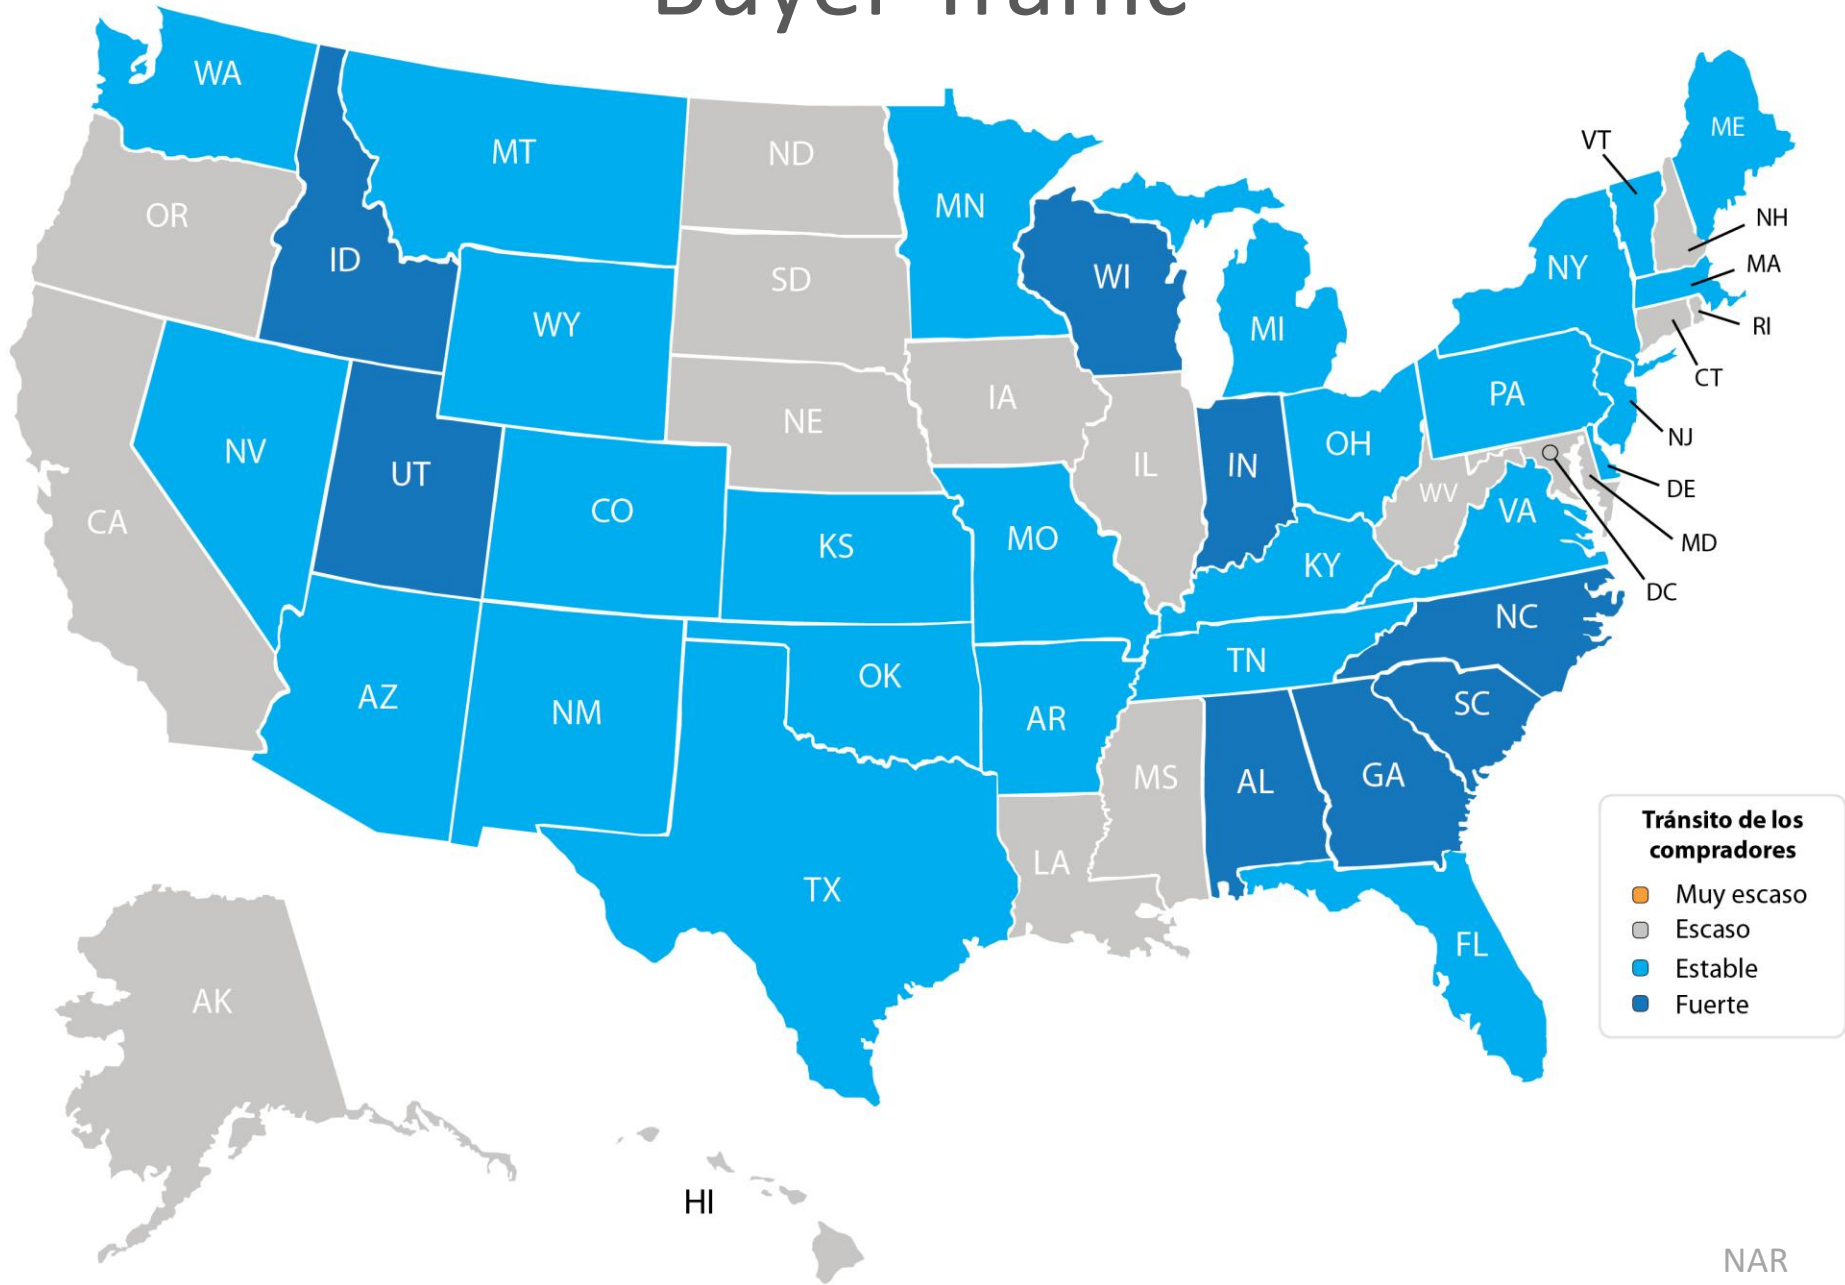 Buyer Traffic
WA
MT
ND
MN
ME
VT
OR
ID
SD
WI
NY
NH
MA
WY
MI
RI
CT
NV
UT
NE
IA
IL
IN
OH
PA
NJ
DE
CA
CO
KS
MO
KY
WV
VA
MD
DC
NC
TN
AZ
NM
OK
AR
SC
MS
AL
GA
TX
LA
FL
Tránsito de los
compradores
Muy escaso
Escaso
Estable
Fuerte
AK
HI
NAR